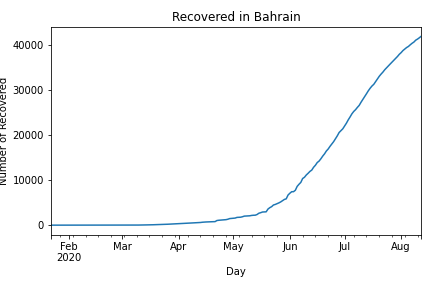 Recovered in Bahrain
Number of Recovered
40000
30000
20000
10000
0
Feb Mar Apr May Jun Jul Aug
2020
Day